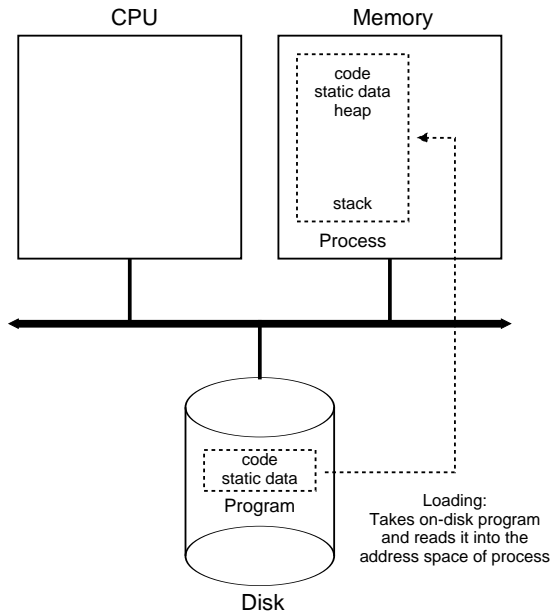 CPU
Memory
code
static data
heap
stack
Process
code
static data
Program
Loading:
Takes on-disk program
and reads it into the
address space of process
Disk